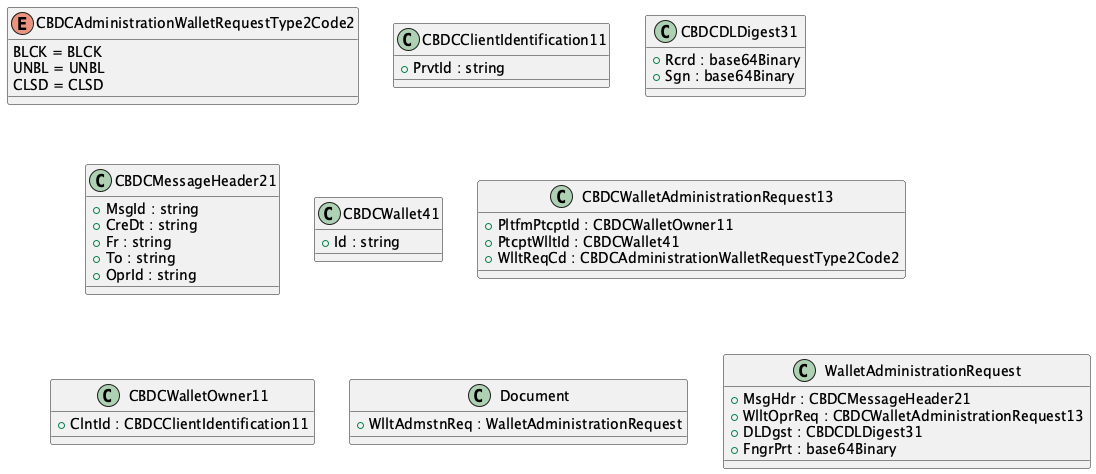 E CBDCAdministrationWalletRequestType2Code2
BLCK = BLCK
UNBL = UNBL
CLSD = CLSD
C CBDCClientIdentification11
PrvtId : string
C CBDCDLDigest31
Rcrd : base64Binary
Sgn : base64Binary
C CBDCMessageHeader21
MsgId : string
CreDt : string
Fr : string
To : string
OprId : string
C CBDCWallet41
Id : string
C CBDCWalletAdministrationRequest13
PltfmPtcptId : CBDCWalletOwner11
PtcptWlltId : CBDCWallet41
WlltReqCd : CBDCAdministrationWalletRequestType2Code2
C CBDCWalletOwner11
ClntId : CBDCClientIdentification11
C Document
WlltAdmstnReq : WalletAdministrationRequest
C WalletAdministrationRequest
MsgHdr : CBDCMessageHeader21
WlltOprReq : CBDCWalletAdministrationRequest13
DLDgst : CBDCDLDigest31
FngrPrt : base64Binary